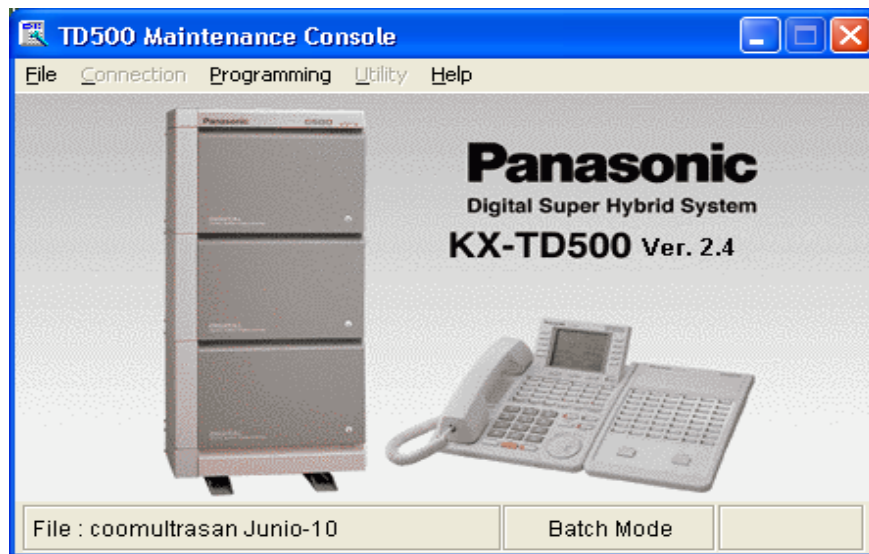 TD500 Maintenance Console
File Connection Programming Utility Help
Panasonic
Panasonic
Digital Super Hybrid System
KX-TD500 Ver. 2.4
File : coomultrasan Junio-10 Batch Mode